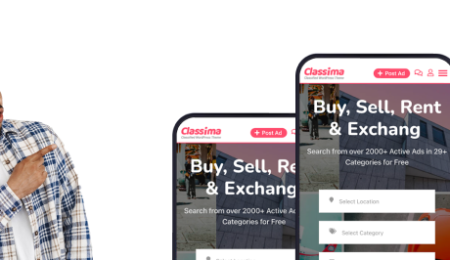 Classima
Classified WordPress Theme
+ Post Ad
Buy, Sell, Rent
& Exchang
Search from over 2000+ Active Ads in 29+
Categories for Free
Select Location
Select Category
Classima
+ Post Ad
Buy, Sell, Re
& Exchang
Search from over 2000+ Active Ad
Categories for Free